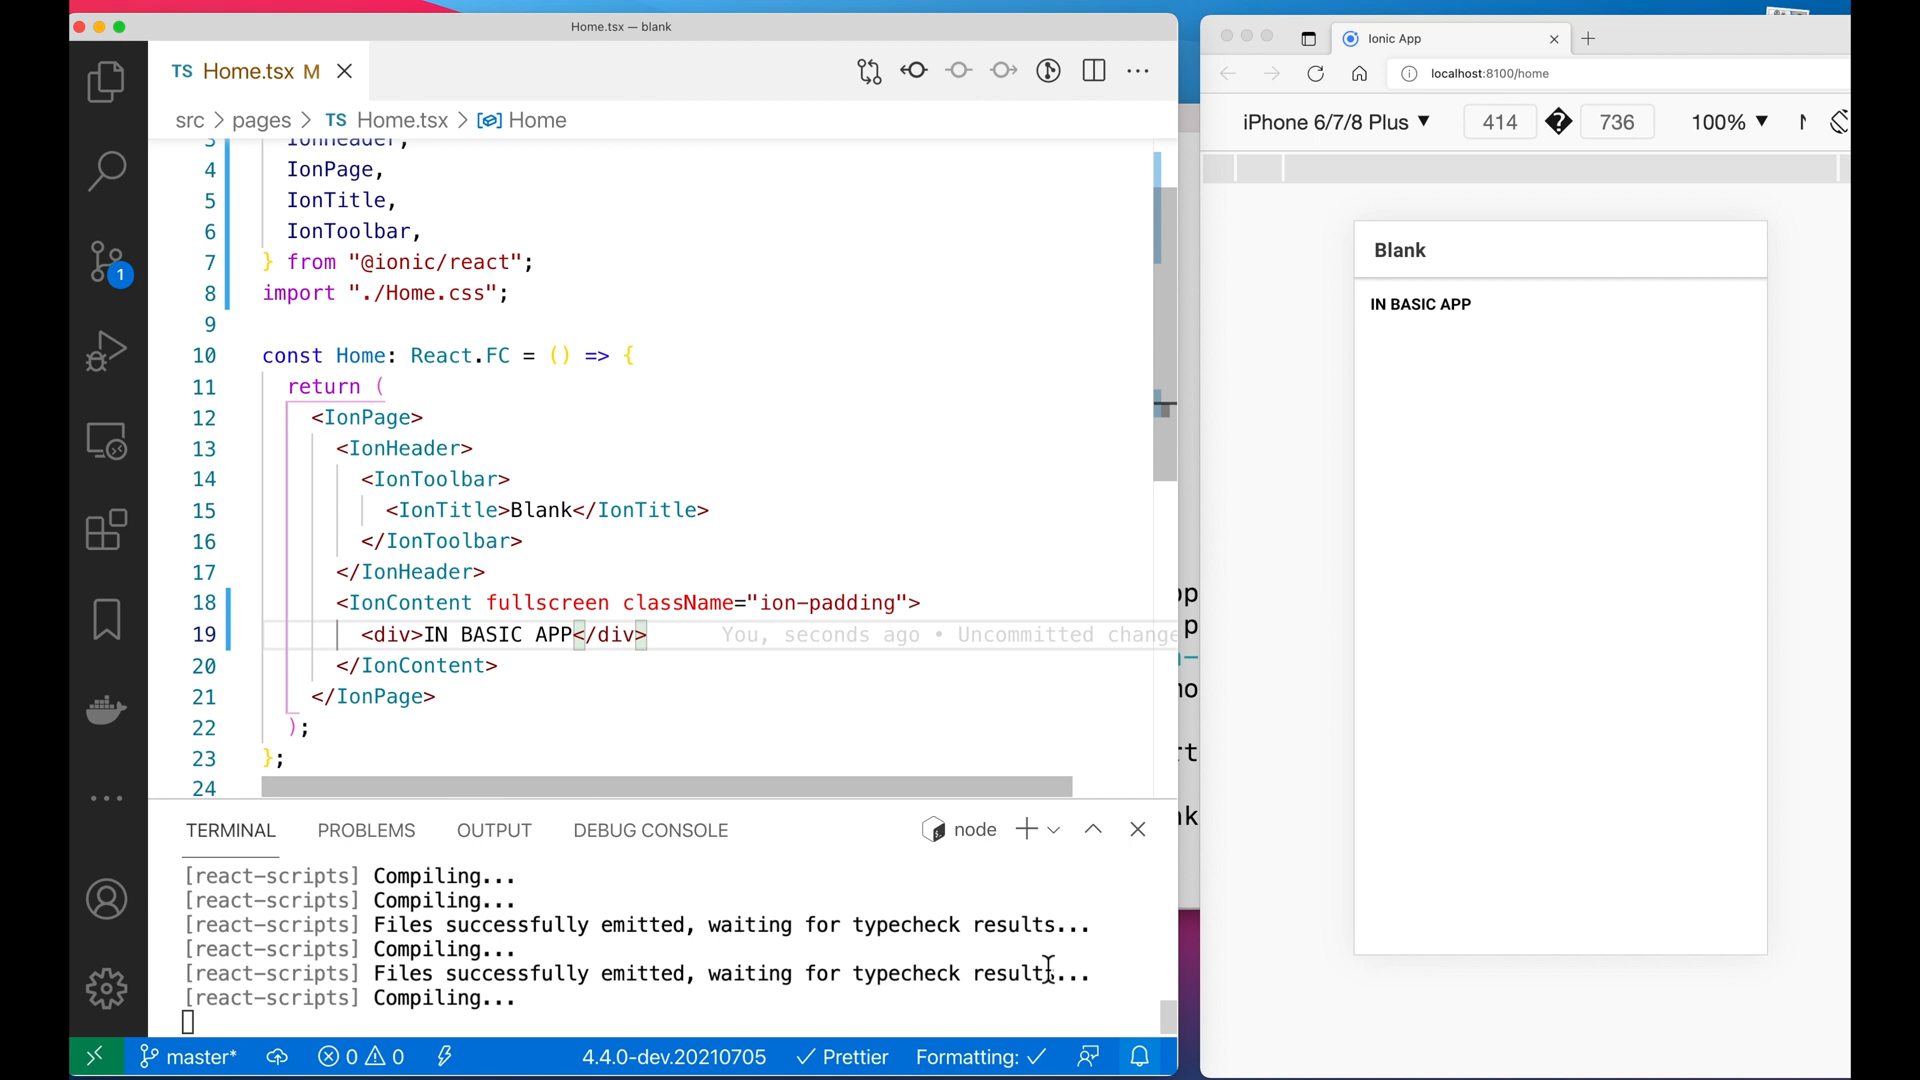 Home.tsx — blank
TS Home.tsx M
src > pages > TS Home.tsx > Home
3 IonHeader,
4 IonPage,
5 IonTitle,
6 IonToolbar,
7 } from "@ionic/react";
8 import "./Home.css";
9
10 const Home: React.FC = () => {
11 return (
12 <IonPage>
13 <IonHeader>
14 <IonToolbar>
15 <IonTitle>Blank</IonTitle>
16 </IonToolbar>
17 </IonHeader>
18 <IonContent fullscreen className="ion-padding">
19 <div>IN BASIC APP</div> You, seconds ago • Uncommitted change
20 </IonContent>
21 </IonPage>
22 );
23 };
24
1
TERMINAL PROBLEMS OUTPUT DEBUG CONSOLE node
[react-scripts] Compiling...
[react-scripts] Compiling...
[react-scripts] Files successfully emitted, waiting for typecheck results...
[react-scripts] Compiling...
[react-scripts] Files successfully emitted, waiting for typecheck results...
[react-scripts] Compiling...
master* 0 0 4.4.0-dev.20210705 Prettier Formatting:
Ionic App
localhost:8100/home
iPhone 6/7/8 Plus 414 � 736 100%
Blank
IN BASIC APP